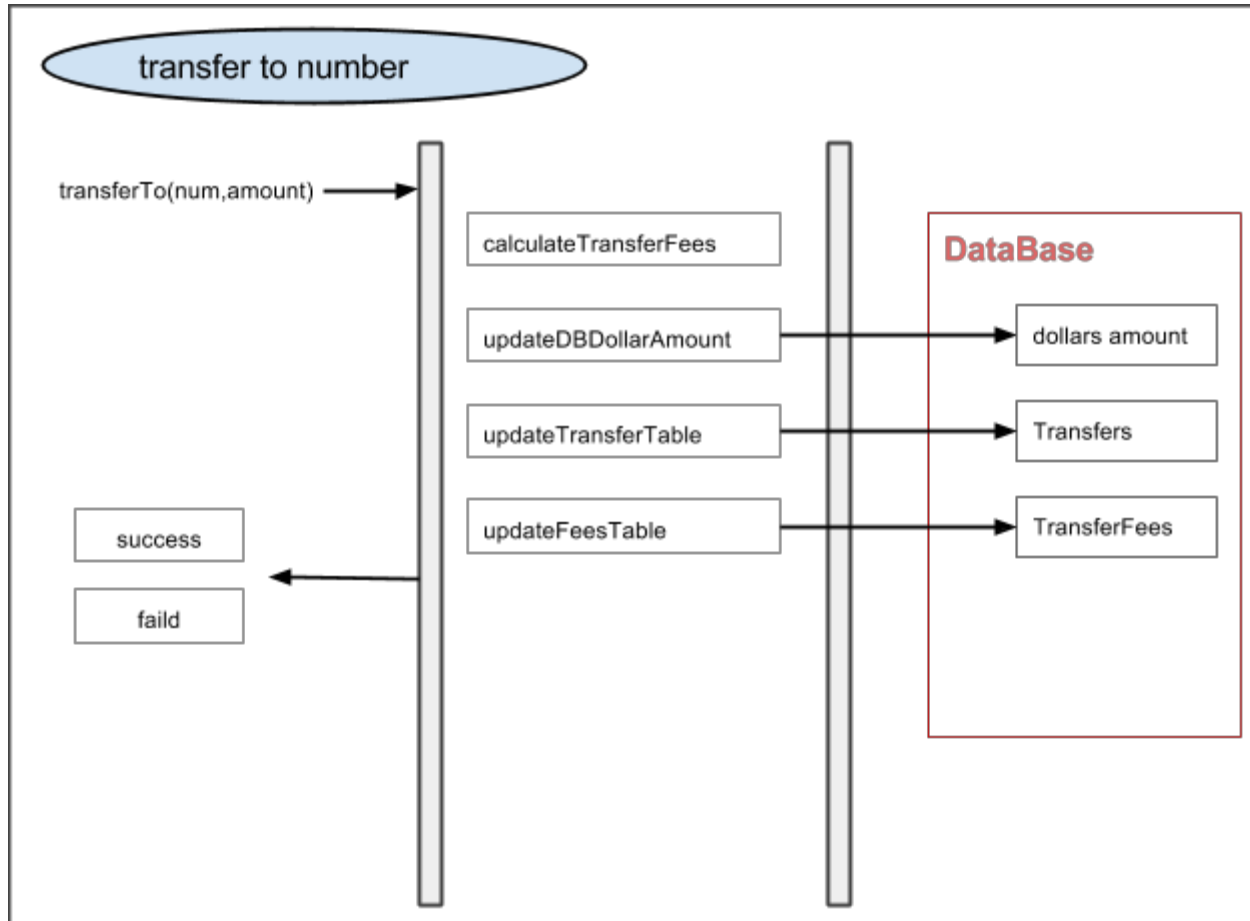 transfer to number
transferTo(num,amount)
calculateTransferFees
DataBase
updateDBDollarAmount
dollars amount
updateTransferTable
Transfers
updateFeesTable
TransferFees
success
faild